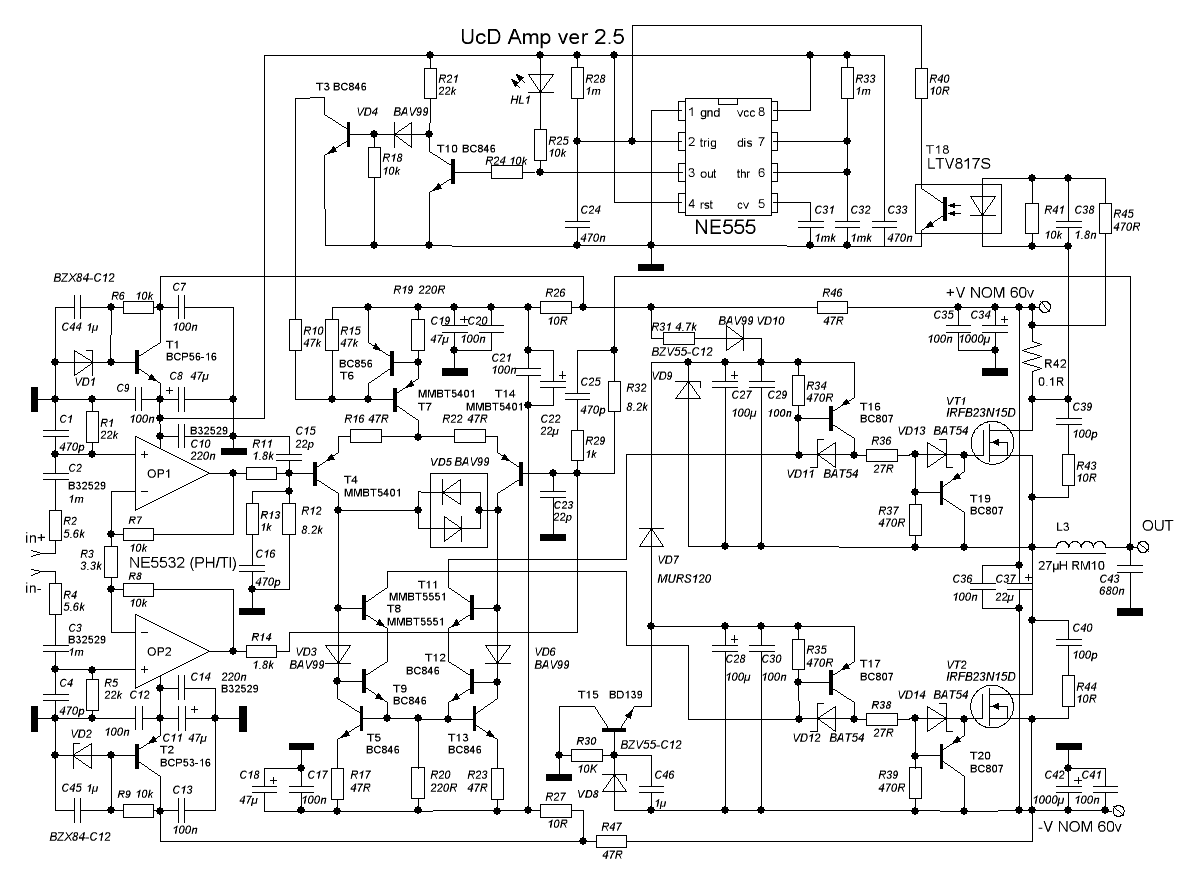 UcD Amp ver 2.5
T3 BC846
VD4
BAV99
R21
22k
HL1
R28
1m
R33
1m
R40
10R
R18
10k
T10 BC846
R24 10k
R25
10k
1 gnd
vcc 8
2 trig
dis 7
3 out
thr 6
4 rst
cv 5
NE555
T18
LTV817S
C24
470n
C31
1mk
C32
1mk
C33
470n
R41
10k
C38
1.8n
R45
470R
BZX84-C12
R6
10k
C7
100n
C44 1µ
VD1
T1
BCP56-16
C9
100n
C8
47µ
C1
470p
R1
22k
B32529
C10
220n
R11
1.8k
C15
22p
OP1
C2
B32529
1m
R2
5.6k
in+
in-
R3
3.3k
R7
10k
NE5532 (PH/TI)
R8
10k
R13
1k
R12
8.2k
C16
470p
R4
5.6k
C3
B32529
1m
OP2
R14
1.8k
C4
470p
R5
22k
C12
100n
C14
220n
B32529
C11
47µ
VD2
T2
BCP53-16
C45 1µ
R9 10k
C13
100n
BZX84-C12
R19 220R
R10
47k
R15
47k
BC856
T6
C19
47µ
C20
100n
MMBT5401
T7
R16 47R
R22 47R
C21
100n
T14
MMBT5401
C22
22µ
R26
10R
C25
470p
R29
1k
R32
8.2k
T4
MMBT5401
VD5 BAV99
C23
22p
T11
MMBT5551
T8
MMBT5551
VD3
BAV99
T12
BC846
VD6
BAV99
T9
BC846
T5
BC846
T13
BC846
C18
47µ
C17
100n
R17
47R
R20
220R
R23
47R
R27
10R
R47
47R
T15
BD139
R30
10K
BZV55-C12
VD8
C46
1µ
R31 4.7k
BAV99 VD10
BZV55-C12
VD9
R46
47R
C27
100µ
C29
100n
R34
470R
T16
BC807
VD11
BAT54
R36
27R
VD13
BAT54
R37
470R
T19
BC807
VD7
MURS120
+V NOM 60v
C35
100n
C34
1000µ
R42
0.1R
VT1
IRFB23N15D
C39
100p
R43
10R
L3
27µH RM10
OUT
C43
680n
C36
100n
C37
22µ
C28
100µ
C30
100n
R35
470R
T17
BC807
VD12
BAT54
R38
27R
VD14
BAT54
R39
470R
T20
BC807
VT2
IRFB23N15D
C40
100p
R44
10R
C42
1000µ
C41
100n
-V NOM 60v